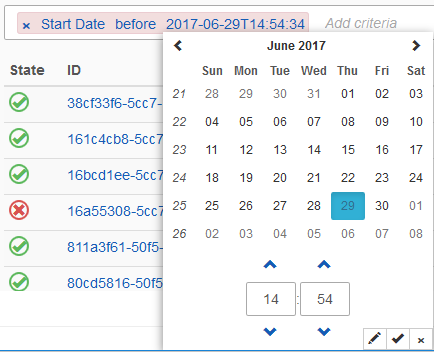 × Start Date before 2017-06-29T14:54:34 Add criteria
State ID
38cf33f6-5cc7-
161c4cb8-5cc7-
16bcd1ee-5cc7-
16a55308-5cc7
811a3f61-50f5-
80cd5816-50f5
June 2017
Sun Mon Tue Wed Thu Fri Sat
21 28 29 30 31 01 02 03
22 04 05 06 07 08 09 10
23 11 12 13 14 15 16 17
24 18 19 20 21 22 23 24
25 25 26 27 28 29 30 01
26 02 03 04 05 06 07 08
14 : 54
×